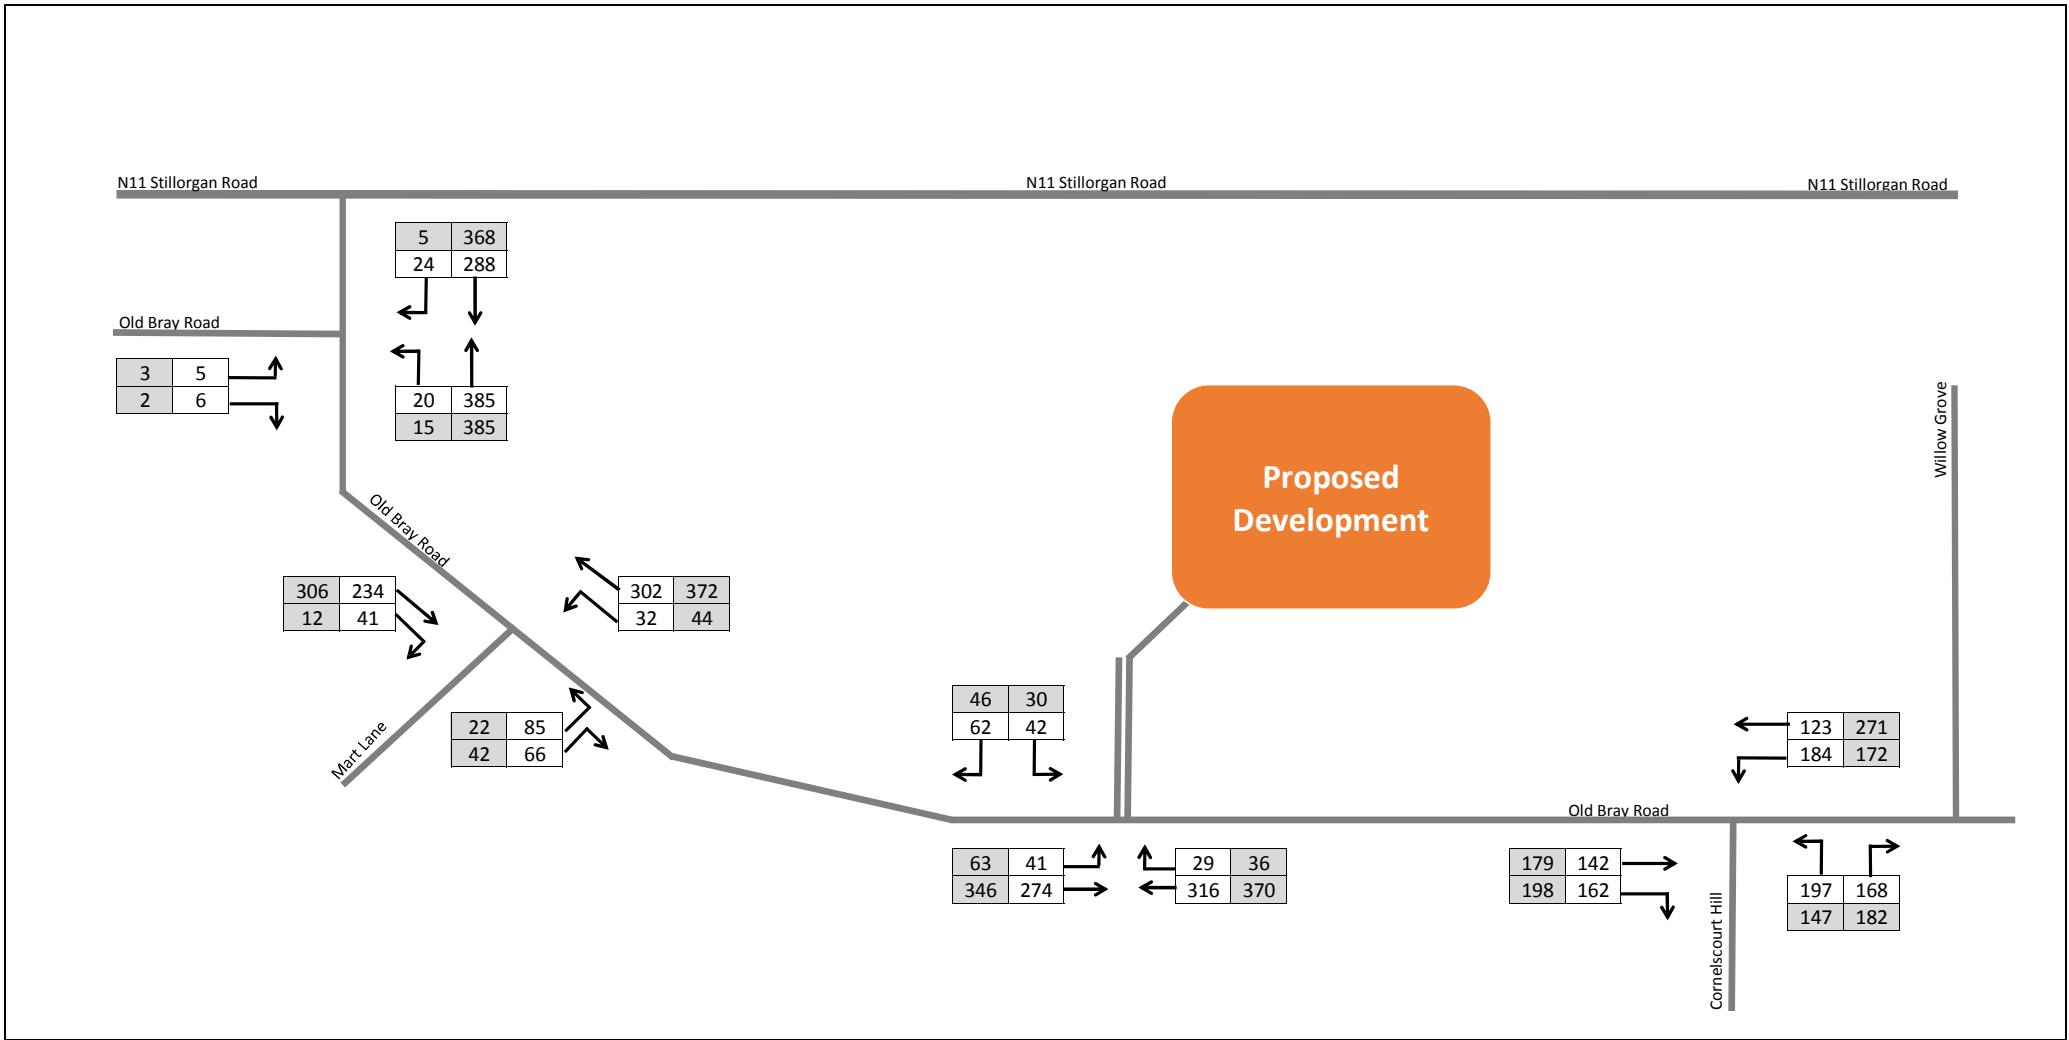 N11 Stillorgan Road N11 Stillorgan Road N11 Stillorgan Road
5 368
24 288
Old Bray Road
3 5
2 6
20 385
15 385
Proposed
Development
Willow Grove
Old Bray Road
306 234
12 41
302 372
32 44
Mart Lane
22 85
42 66
46 30
62 42
123 271
184 172
Old Bray Road
63 41
346 274
29 36
316 370
179 142
198 162
197 168
147 182
Cornelscourt Hill